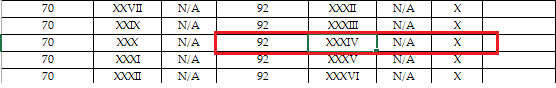 70 XXVII N/A 92 XXXII N/A X
70 XXIX N/A 92 XXXIII N/A X
70 XXX N/A 92 XXXIV N/A X
70 XXXI N/A 92 XXXV N/A X
70 XXXII N/A 92 XXXVI N/A X